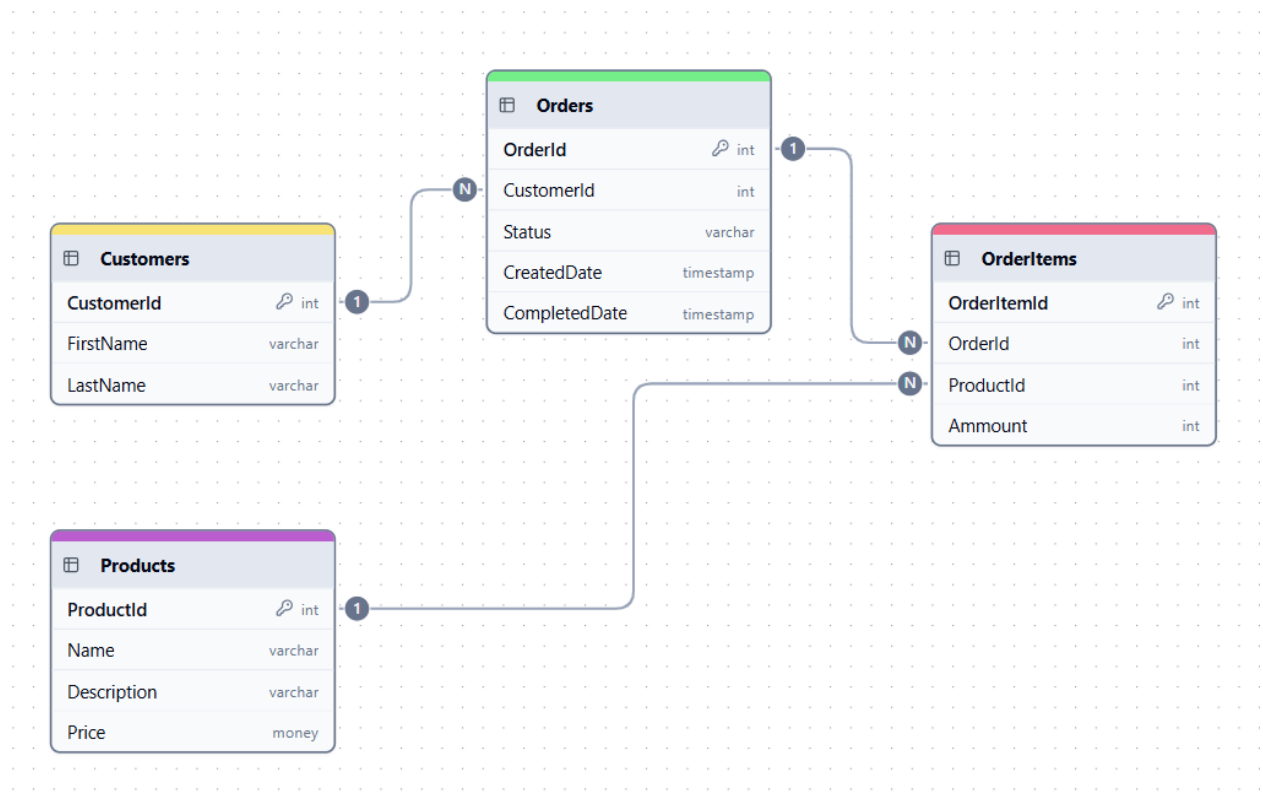 Orders
OrderId int
CustomerId int
Status varchar
CreatedDate timestamp
CompletedDate timestamp
1
N
Customers
CustomerId int
FirstName varchar
LastName varchar
1
OrderItems
OrderItemId int
OrderId int
ProductId int
Ammount int
N
N
Products
ProductId int
Name varchar
Description varchar
Price money
1